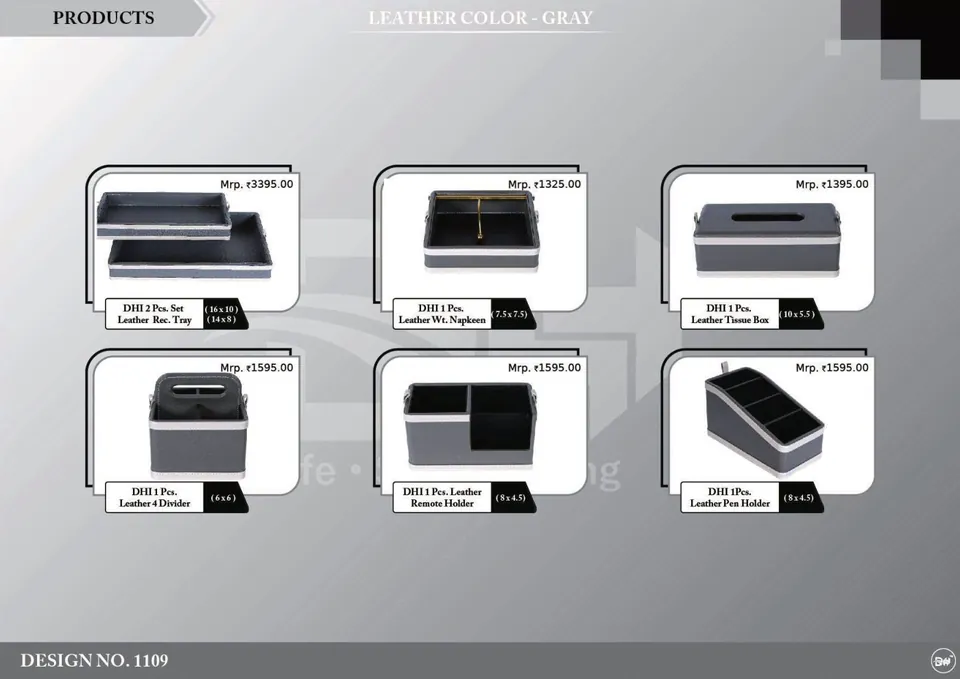 PRODUCTS
LEATHER COLOR - GRAY
Mrp. ₹3395.00
DHI 2 Pcs. Set
Leather Rec. Tray
( 16 x 10 )
( 14 x 8 )
Mrp. ₹1325.00
DHI 1 Pcs.
Leather Wt. Napkeen
( 7.5 x 7.5)
Mrp. ₹1395.00
DHI 1 Pcs.
Leather Tissue Box
( 10 x 5.5 )
Mrp. ₹1595.00
DHI 1 Pcs.
Leather 4 Divider
( 6 x 6 )
Mrp. ₹1595.00
DHI 1 Pcs. Leather
Remote Holder
( 8 x 4.5)
Mrp. ₹1595.00
DHI 1Pcs.
Leather Pen Holder
( 8 x 4.5)
DESIGN NO. 1109